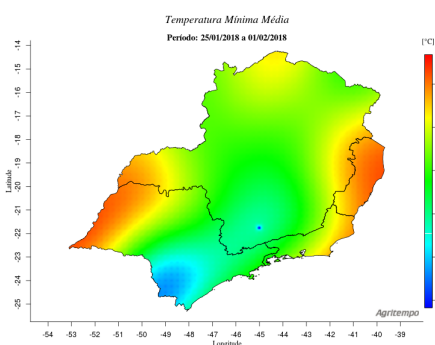 Temperatura Mínima Média
Período: 25/01/2018 a 01/02/2018
[°C]
-14
-15
-16
-17
-18
-19
-20
-21
-22
-23
-24
-25
Latitude
Agritempo
-54 -53 -52 -51 -50 -49 -48 -47 -46 -45 -44 -43 -42 -41 -40 -39
Longitude